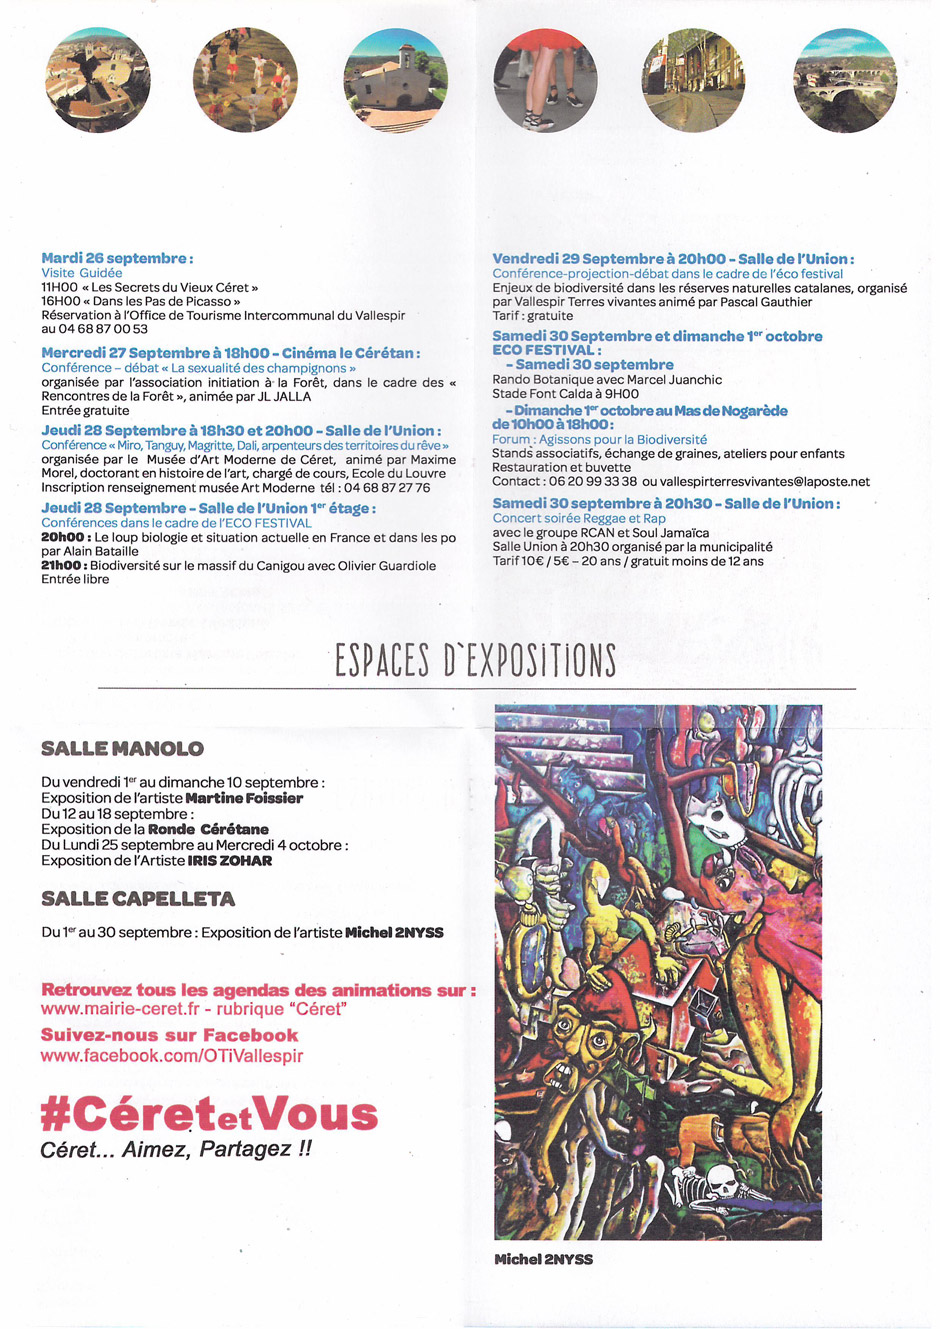 Mardi 26 septembre :
Visite Guidée
11H00 « Les Secrets du Vieux Céret »
16H00 « Dans les Pas de Picasso »
Réservation à l'Office de Tourisme Intercommunal du Vallespir
au 04 68 87 00 53
Mercredi 27 Septembre à 18h00 - Cinéma le Cérétan :
Conférence – débat « La sexualité des champignons »
organisée par l'association initiation à la Forêt, dans le cadre des «
Rencontres de la Forêt », animée par JL JALLA
Entrée gratuite
Jeudi 28 Septembre à 18h30 et 20h00 - Salle de l'Union :
Conférence « Miro, Tanguy, Magritte, Dali, arpenteurs des territoires du rêve »
organisée par le Musée d'Art Moderne de Céret, animé par Maxime
Morel, doctorant en histoire de l'art, chargé de cours, Ecole du Louvre
Inscription renseignement musée Art Moderne tél : 04 68 87 27 76
Jeudi 28 Septembre - Salle de l'Union 1er étage :
Conférences dans le cadre de l'ECO FESTIVAL
20h00 : Le loup biologie et situation actuelle en France et dans les po
par Alain Bataille
21h00 : Biodiversité sur le massif du Canigou avec Olivier Guardiole
Entrée libre
Vendredi 29 Septembre à 20h00 - Salle de l'Union :
Conférence-projection-débat dans le cadre de l'éco festival
Enjeux de biodiversité dans les réserves naturelles catalanes, organisé
par Vallespir Terres vivantes animé par Pascal Gauthier
Tarif : gratuite
Samedi 30 Septembre et dimanche 1er octobre
ECO FESTIVAL :
- Samedi 30 septembre
Rando Botanique avec Marcel Juanchic
Stade Font Calda à 9H00
- Dimanche 1er octobre au Mas de Nogarède
de 10h00 à 18h00 :
Forum : Agissons pour la Biodiversité
Stands associatifs, échange de graines, ateliers pour enfants
Restauration et buvette
Contact : 06 20 99 33 38 ou vallespirterresvivantes@laposte.net
Samedi 30 septembre à 20h30 - Salle de l'Union :
Concert soirée Reggae et Rap
avec le groupe RCAN et Soul Jamaïca
Salle Union à 20h30 organisé par la municipalité
Tarif 10€ / 5€ – 20 ans / gratuit moins de 12 ans
ESPACES D'EXPOSITIONS
SALLE MANOLO
Du vendredi 1er au dimanche 10 septembre :
Exposition de l'artiste Martine Foissier
Du 12 au 18 septembre :
Exposition de la Ronde Cérétane
Du Lundi 25 septembre au Mercredi 4 octobre :
Exposition de l'Artiste IRIS ZOHAR
SALLE CAPELLETA
Du 1er au 30 septembre : Exposition de l'artiste Michel 2NYSS
Retrouvez tous les agendas des animations sur :
www.mairie-ceret.fr - rubrique "Céret"
Suivez-nous sur Facebook
www.facebook.com/OTiVallespir
#CéretetVous
Céret... Aimez, Partagez !!
Michel 2NYSS